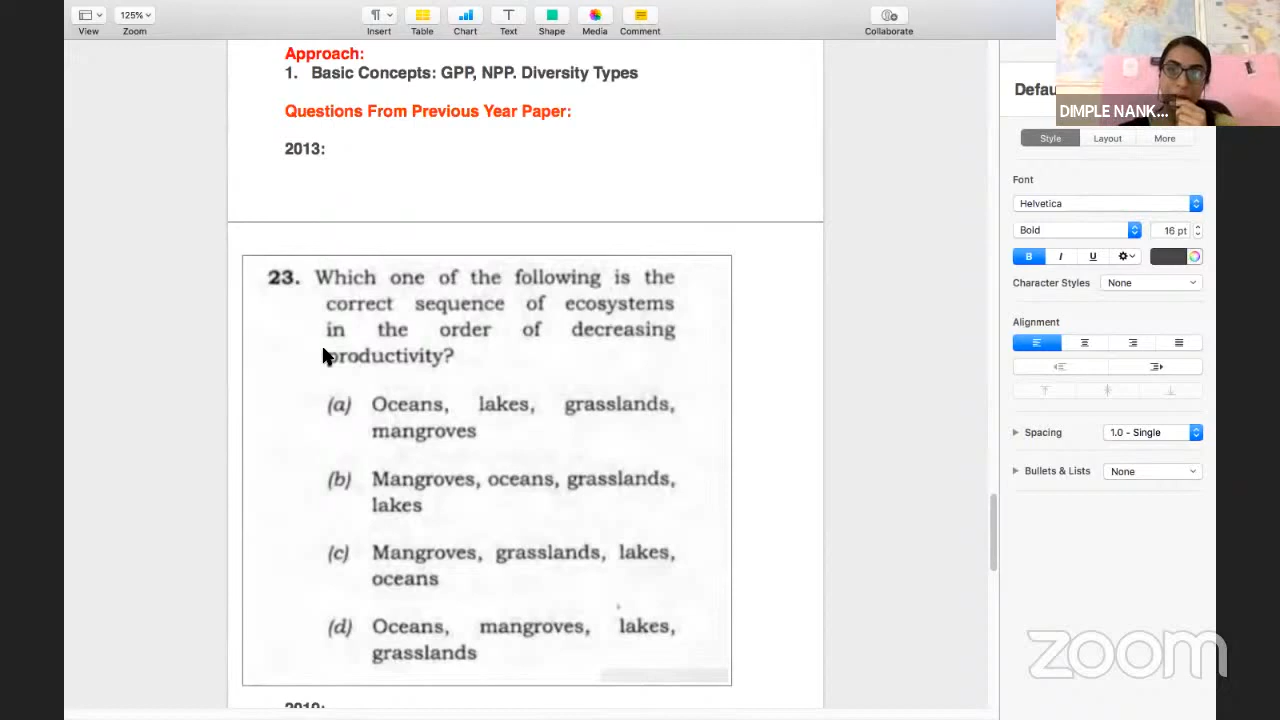 View
125%
Zoom
Insert
Table
Chart
Text
Shape
Media
Comment
Collaborate
DIMPLE NANK...
Approach:
1. Basic Concepts: GPP, NPP. Diversity Types
Questions From Previous Year Paper:
2013:
23. Which one of the following is the
correct sequence of ecosystems
in the order of decreasing
productivity?
(a) Oceans, lakes, grasslands,
mangroves
(b) Mangroves, oceans, grasslands,
lakes
(c) Mangroves, grasslands, lakes,
oceans
(d) Oceans, mangroves, lakes,
grasslands
Defau
Style Layout More
Font
Helvetica
Bold 16 pt
B I U
Character Styles None
Alignment
Spacing 1.0 - Single
Bullets & Lists None
zoom